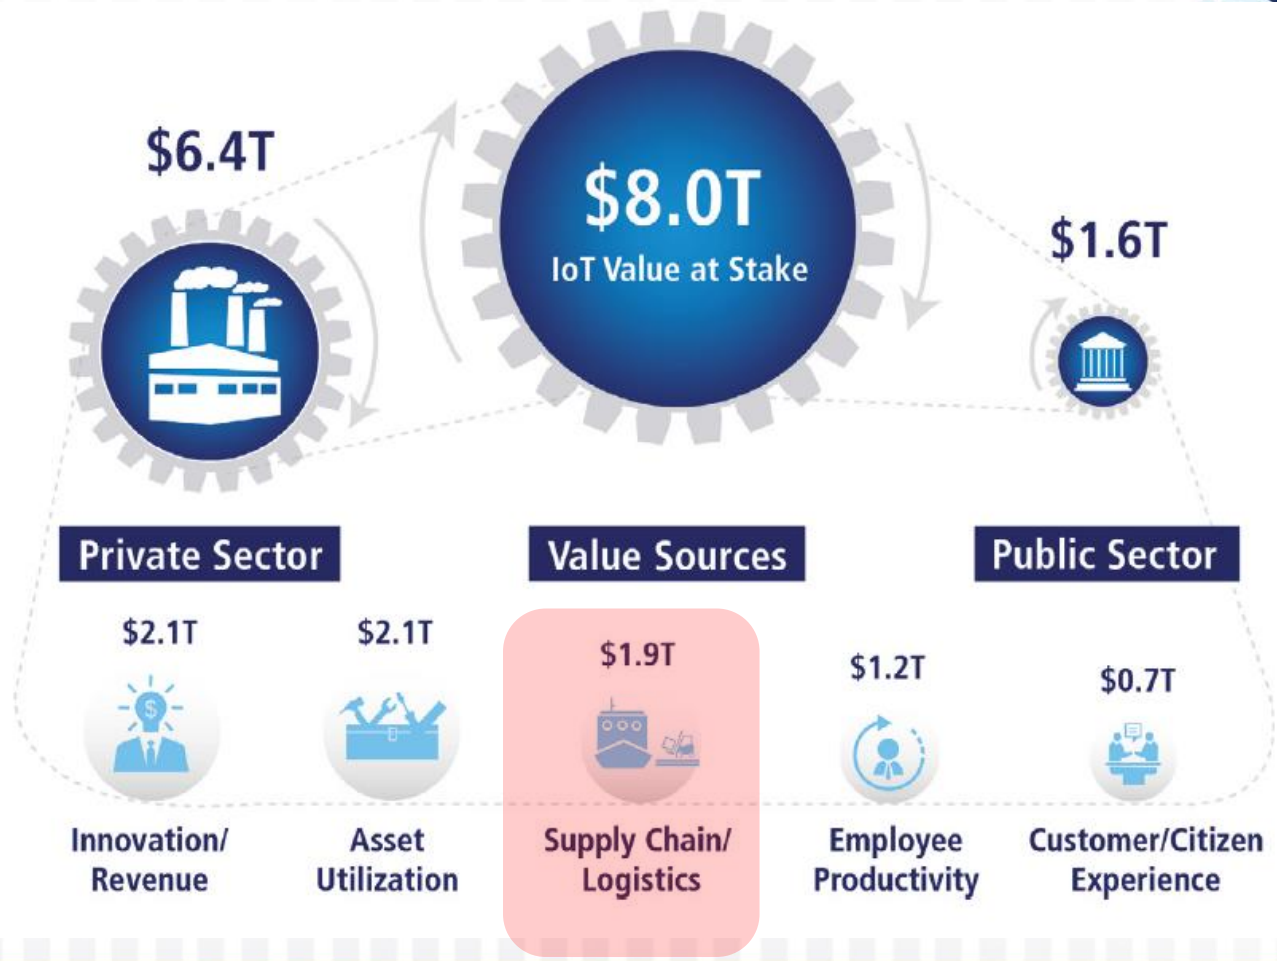 $6.4T
$8.0T
IoT Value at Stake
$1.6T
Private Sector
Value Sources
Public Sector
$2.1T
$2.1T
$1.9T
$1.2T
$0.7T
$
Innovation/
Revenue
Asset
Utilization
Supply Chain/
Logistics
Employee
Productivity
Customer/Citizen
Experience